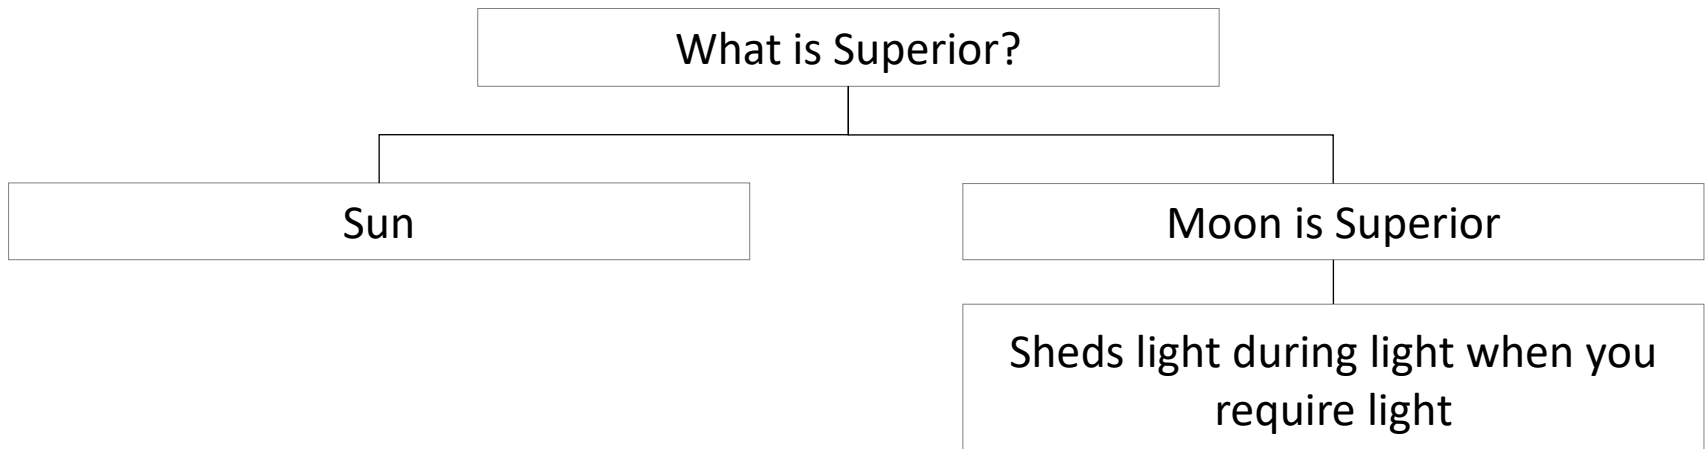 What is Superior?
Sun
Moon is Superior
Sheds light during light when you
require light